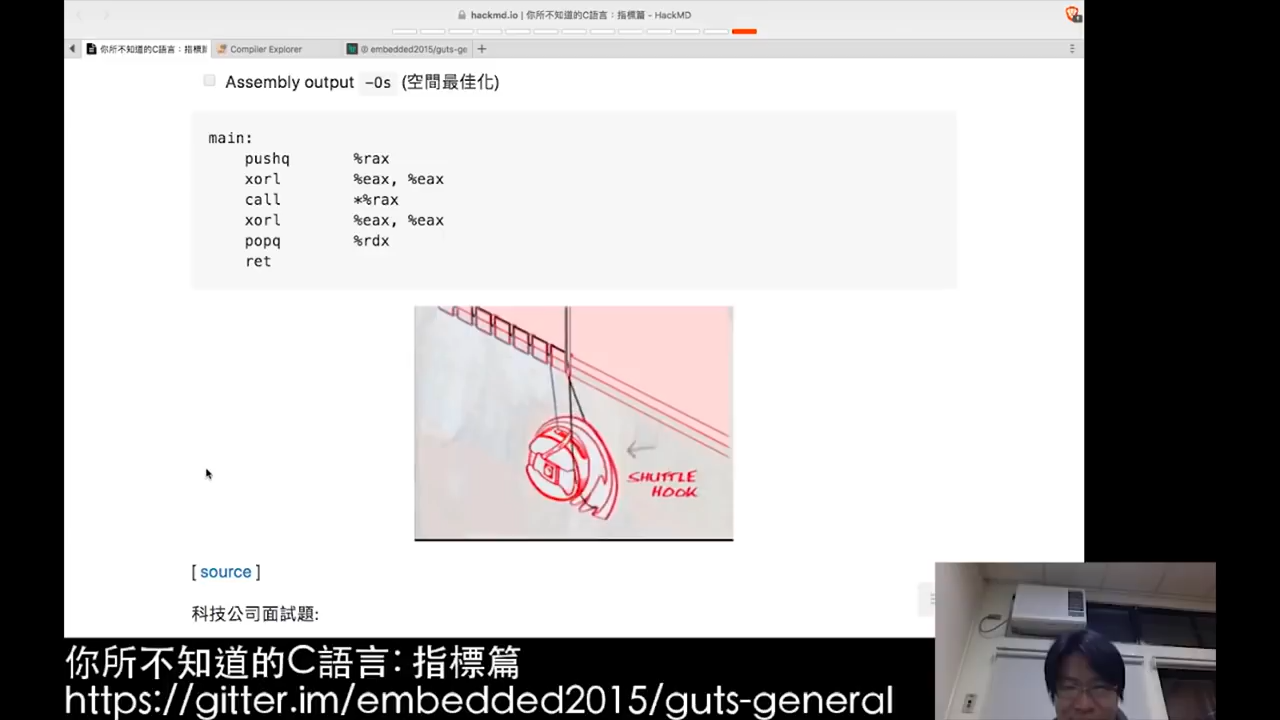 hackmd.io | 你所不知道的C語言：指標篇 - HackMD
你所不知道的C語言：指標
Compiler Explorer
embedded2015/guts-ge
Assembly output -Os (空間最佳化)
main:
pushq %rax
xorl %eax, %eax
call *%rax
xorl %eax, %eax
popq %rdx
ret
SHUTTLE
HOOK
[ source ]
科技公司面試題:
你所不知道的C語言: 指標篇
https://gitter.im/embedded2015/guts-general